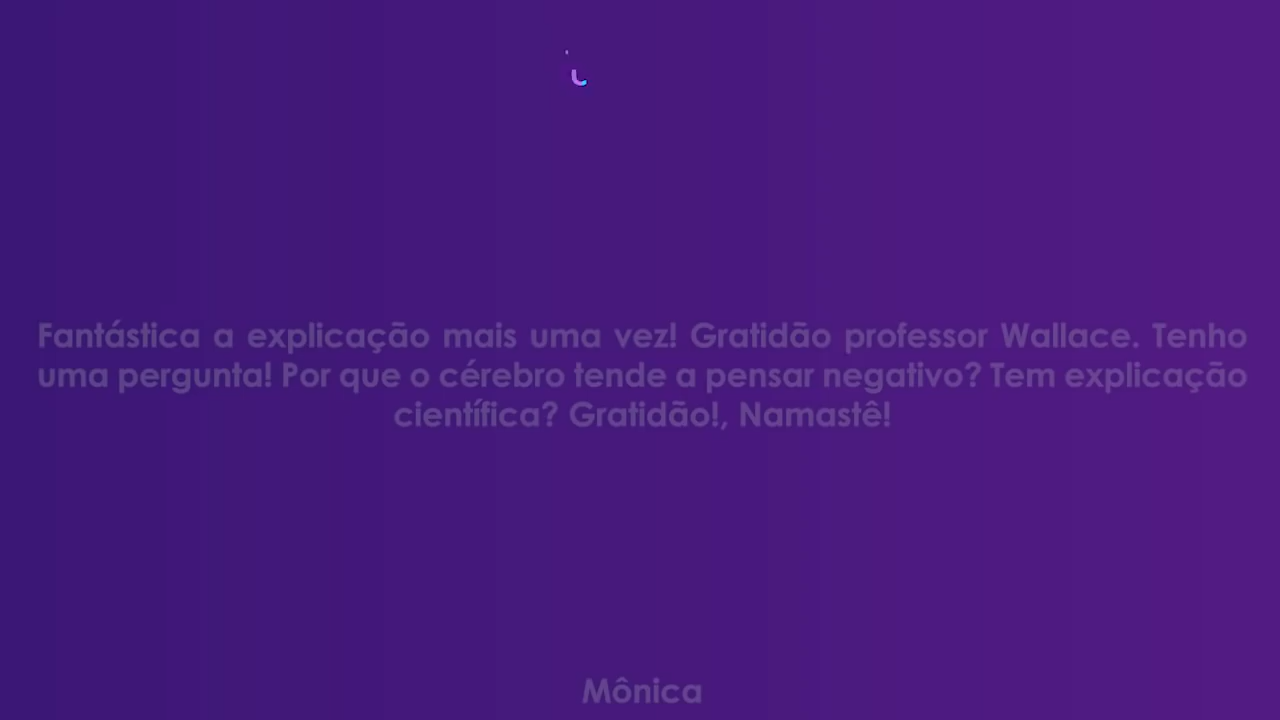 Fantástica a explicação mais uma vez! Gratidão professor Wallace. Tenho
uma pergunta! Por que o cérebro tende a pensar negativo? Tem explicação
científica? Gratidão!, Namastê!
Mônica